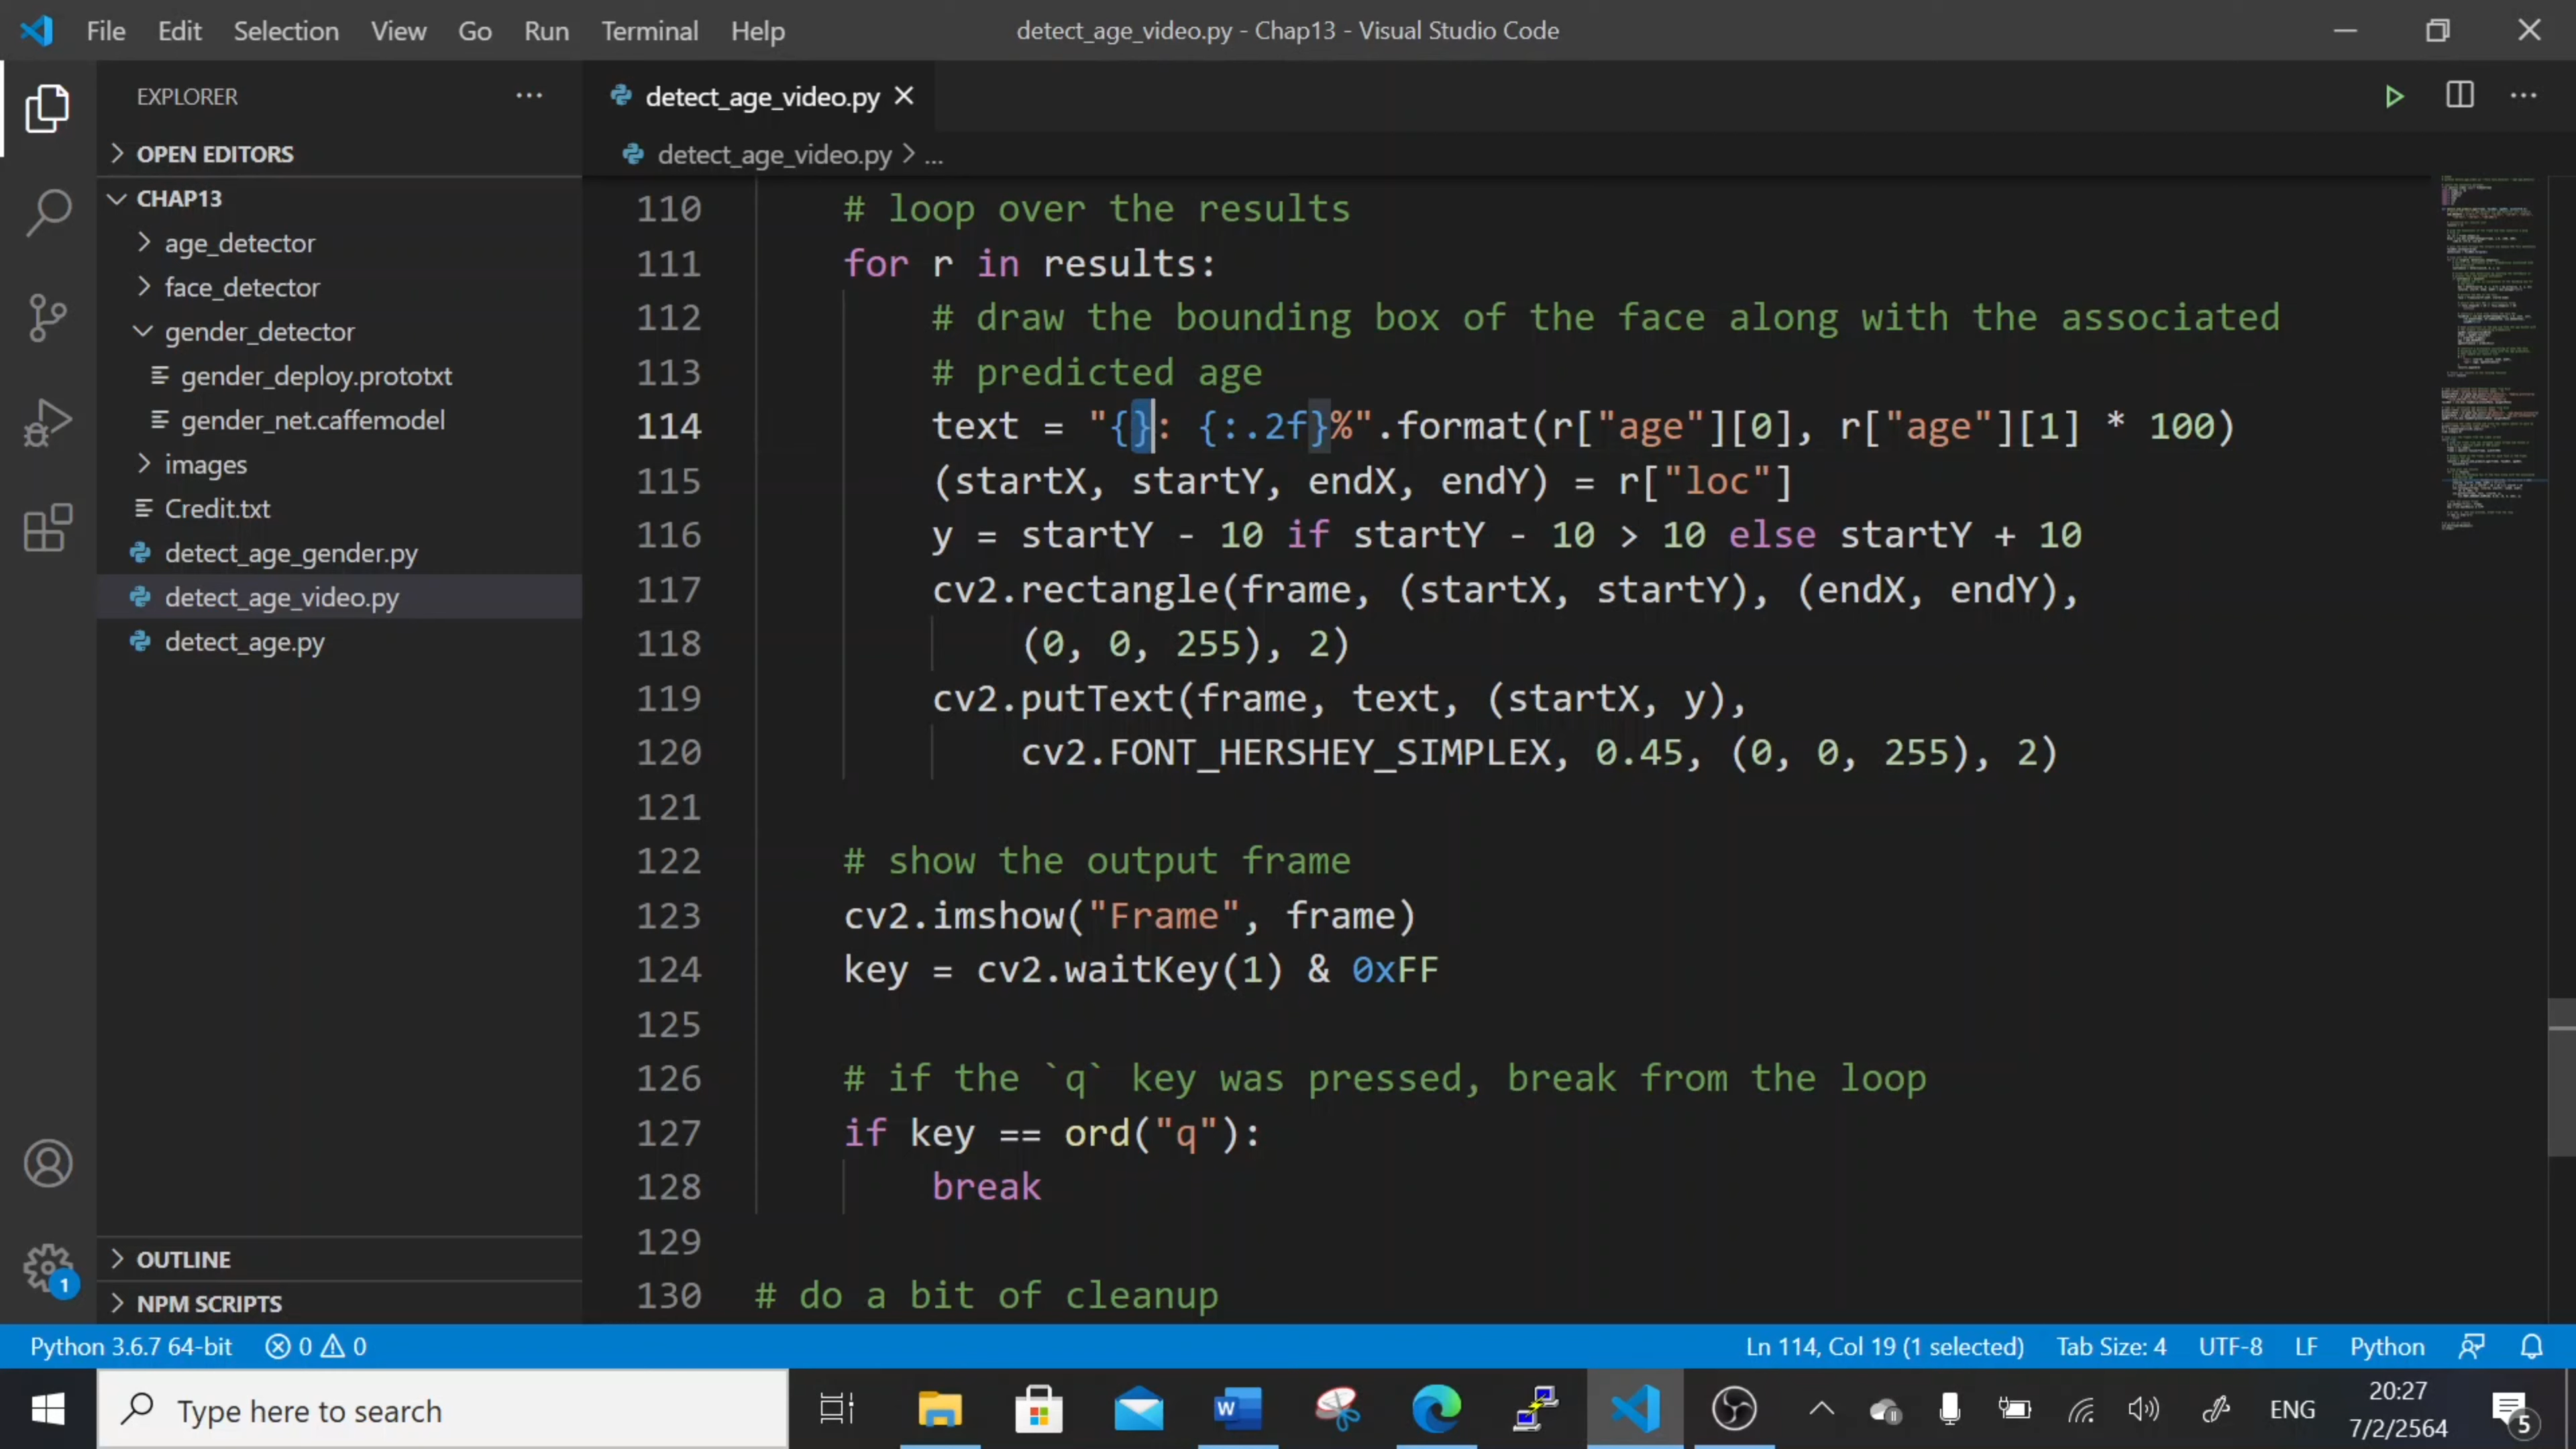 File Edit Selection View Go Run Terminal Help
detect_age_video.py - Chap13 - Visual Studio Code
EXPLORER
OPEN EDITORS
CHAP13
age_detector
face_detector
gender_detector
gender_deploy.prototxt
gender_net.caffemodel
images
Credit.txt
detect_age_gender.py
detect_age_video.py
detect_age.py
OUTLINE
NPM SCRIPTS
detect_age_video.py
detect_age_video.py > ...
110 # loop over the results
111 for r in results:
112 # draw the bounding box of the face along with the associated
113 # predicted age
114 text = "{}: {:.2f}%".format(r["age"][0], r["age"][1] * 100)
115 (startX, startY, endX, endY) = r["loc"]
116 y = startY - 10 if startY - 10 > 10 else startY + 10
117 cv2.rectangle(frame, (startX, startY), (endX, endY),
118 (0, 0, 255), 2)
119 cv2.putText(frame, text, (startX, y),
120 cv2.FONT_HERSHEY_SIMPLEX, 0.45, (0, 0, 255), 2)
121
122 # show the output frame
123 cv2.imshow("Frame", frame)
124 key = cv2.waitKey(1) & 0xFF
125
126 # if the `q` key was pressed, break from the loop
127 if key == ord("q"):
128 break
129
130 # do a bit of cleanup
1
Python 3.6.7 64-bit 0 0
Ln 114, Col 19 (1 selected) Tab Size: 4 UTF-8 LF Python
Type here to search
W
ENG
20:27
7/2/2564
5